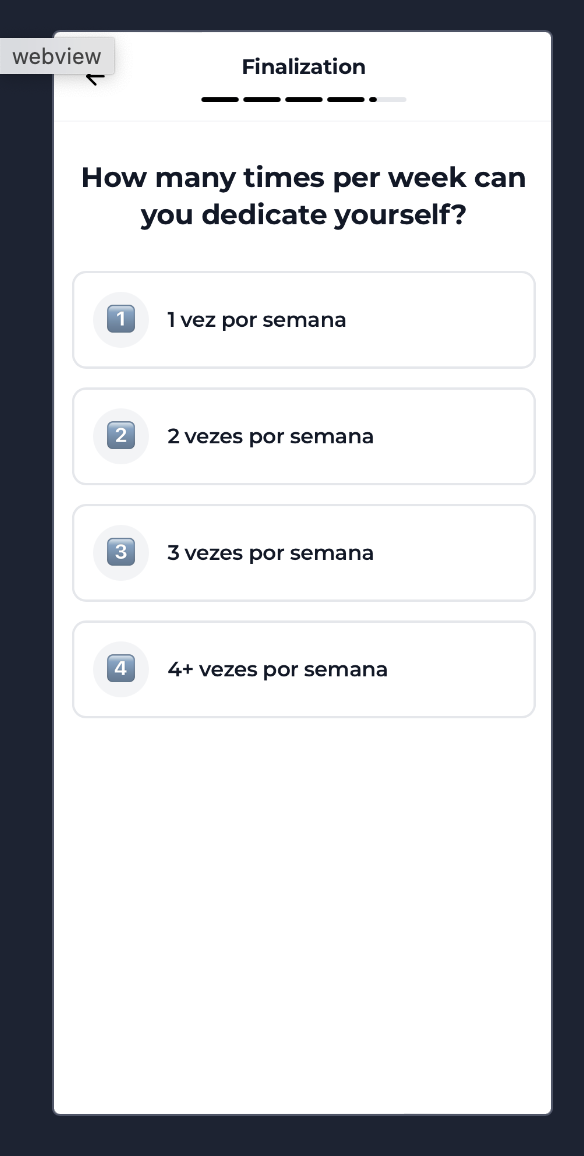 webview
Finalization
How many times per week can
you dedicate yourself?
1 1 vez por semana
2 2 vezes por semana
3 3 vezes por semana
4 4+ vezes por semana